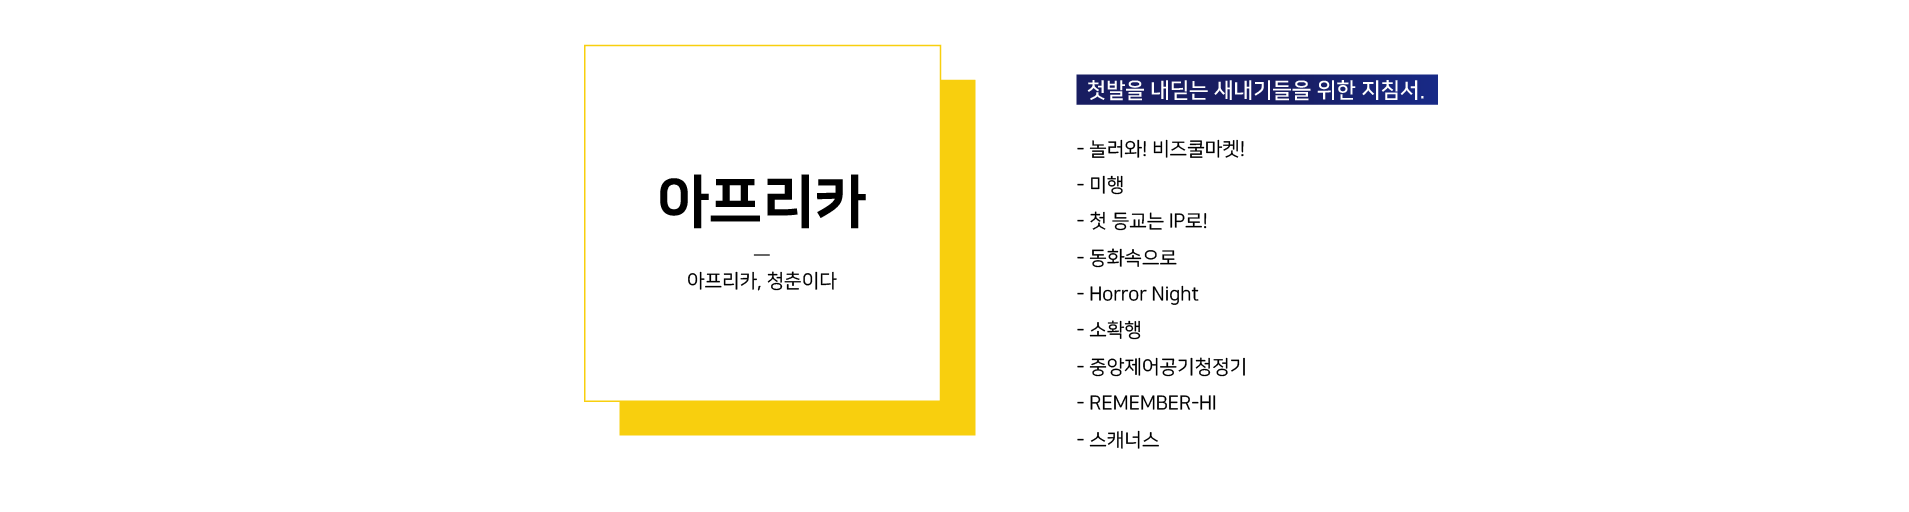 아프리카
—
아프리카, 청춘이다
첫발을 내딛는 새내기들을 위한 지침서.
- 놀러와! 비즈쿨마켓!
- 미행
- 첫 등교는 IP로!
- 동화속으로
- Horror Night
- 소확행
- 중앙제어공기청정기
- REMEMBER-HI
- 스캐너스